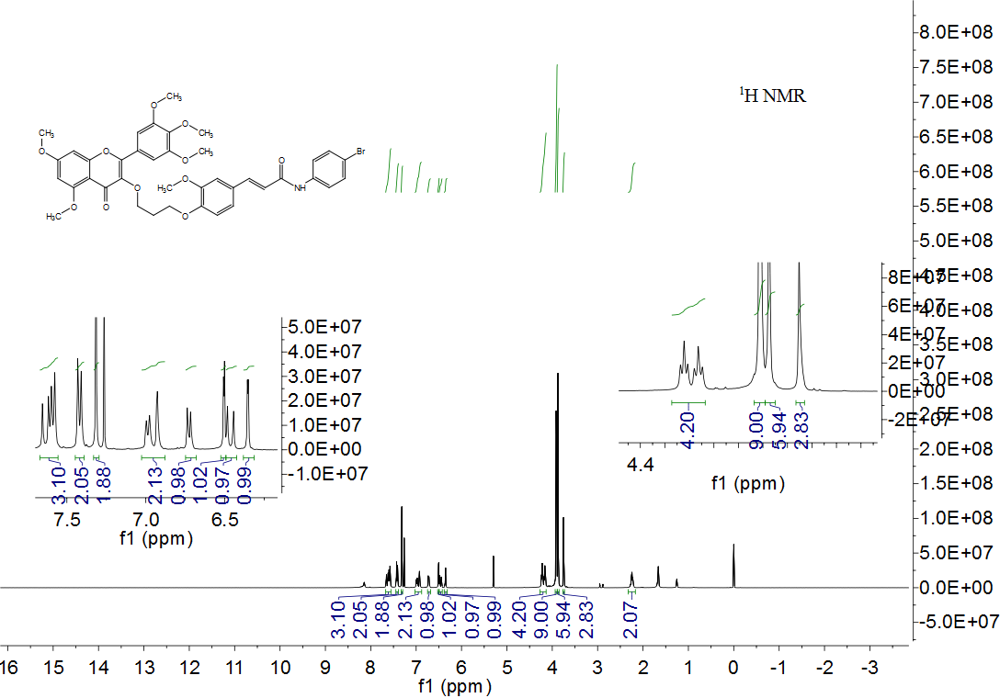 ¹H NMR
CH₃
O
O
O
CH₃
O
CH₃
CH₃
O
O
O
CH₃
O
O
O
CH₃
O
CH₃
O
O
NH
Br
8.0E+08
7.5E+08
7.0E+08
6.5E+08
6.0E+08
5.5E+08
5.0E+08
4.5E+08
4.0E+08
3.5E+08
3.0E+08
2.5E+08
2.0E+08
1.5E+08
1.0E+08
5.0E+07
0.0E+00
-5.0E+07
5.0E+07
4.0E+07
3.0E+07
2.0E+07
1.0E+07
0.0E+00
-1.0E+07
3.10
2.05
1.88
2.13
0.98
1.02
0.97
0.99
7.5
7.0
6.5
f1 (ppm)
8E+07
6E+07
4E+07
2E+07
0E+00
-2E+07
4.20
9.00
5.94
2.83
4.4
f1 (ppm)
3.10
2.05
1.88
2.13
0.98
1.02
0.97
0.99
4.20
9.00
5.94
2.83
2.07
16 15 14 13 12 11 10 9 8 7 6 5 4 3 2 1 0 -1 -2 -3
f1 (ppm)